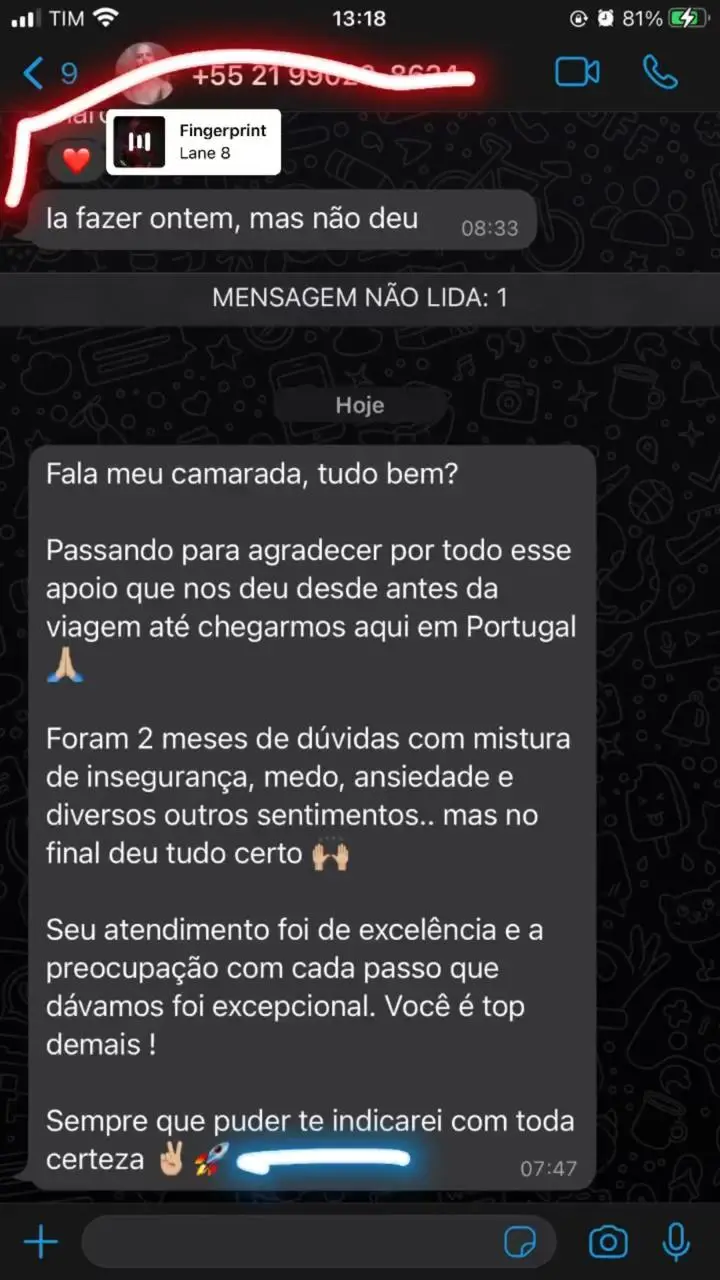 TIM
13:18
81%
9
+55 21
Fingerprint
Lane 8
Ia fazer ontem, mas não deu
08:33
MENSAGEM NÃO LIDA: 1
Hoje
Fala meu camarada, tudo bem?
Passando para agradecer por todo esse
apoio que nos deu desde antes da
viagem até chegarmos aqui em Portugal
🙏🏼
Foram 2 meses de dúvidas com mistura
de insegurança, medo, ansiedade e
diversos outros sentimentos.. mas no
final deu tudo certo 🙌🏼
Seu atendimento foi de excelência e a
preocupação com cada passo que
dávamos foi excepcional. Você é top
demais !
Sempre que puder te indicarei com toda
certeza ✌🏼🚀
07:47